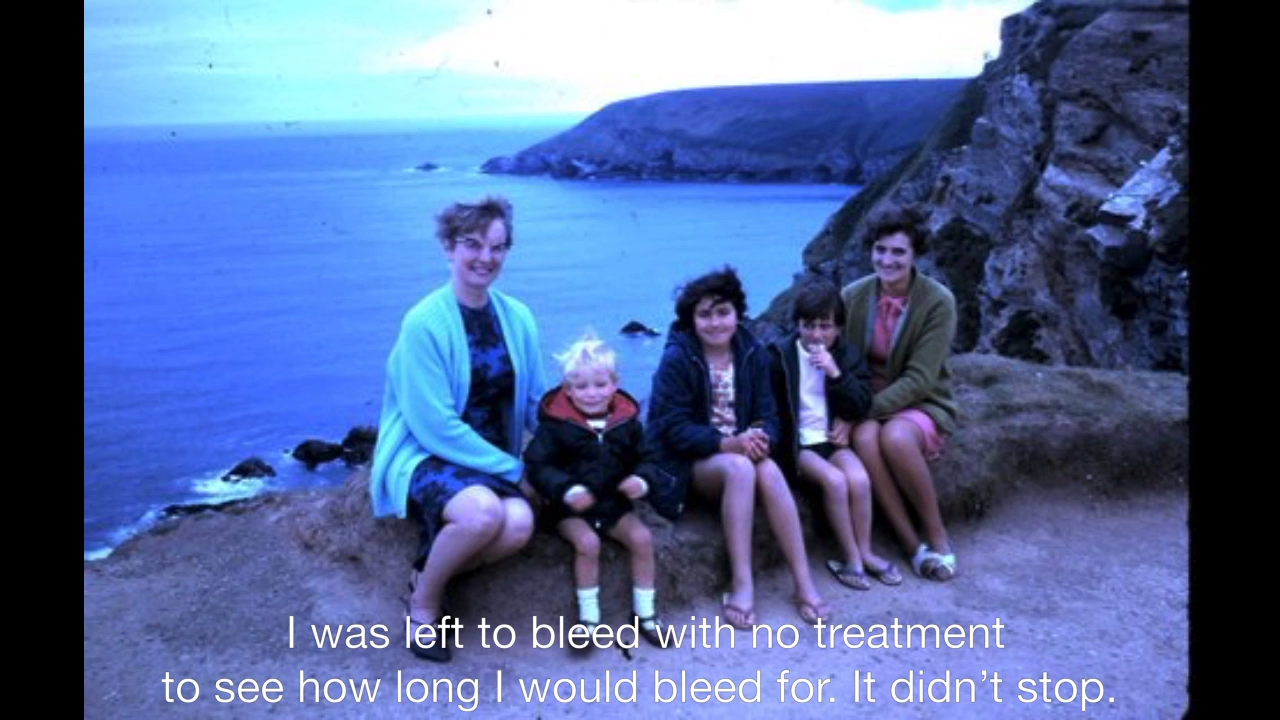 I was left to bleed with no treatment
to see how long I would bleed for. It didn’t stop.